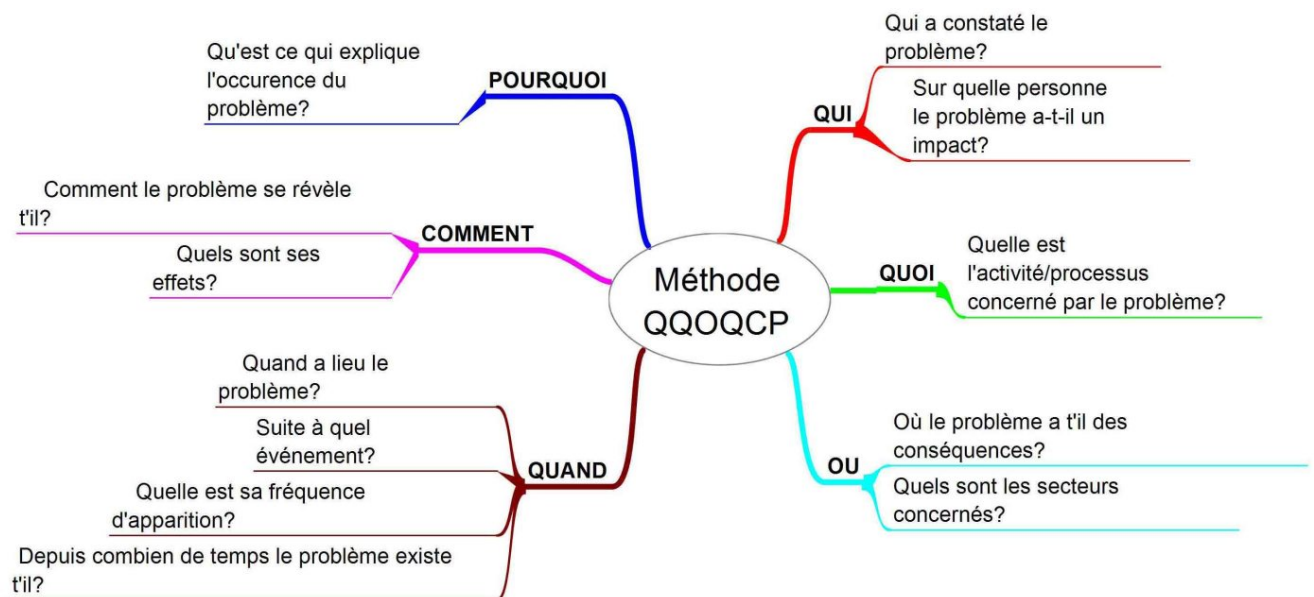 Méthode
QQOQCP
QUI
Qui a constaté le
problème?
Sur quelle personne
le problème a-t-il un
impact?
QUOI
Quelle est
l'activité/processus
concerné par le problème?
OU
Où le problème a t'il des
conséquences?
Quels sont les secteurs
concernés?
QUAND
Quand a lieu le
problème?
Suite à quel
événement?
Quelle est sa fréquence
d'apparition?
Depuis combien de temps le problème existe
t'il?
COMMENT
Comment le problème se révèle
t'il?
Quels sont ses
effets?
POURQUOI
Qu'est ce qui explique
l'occurence du
problème?